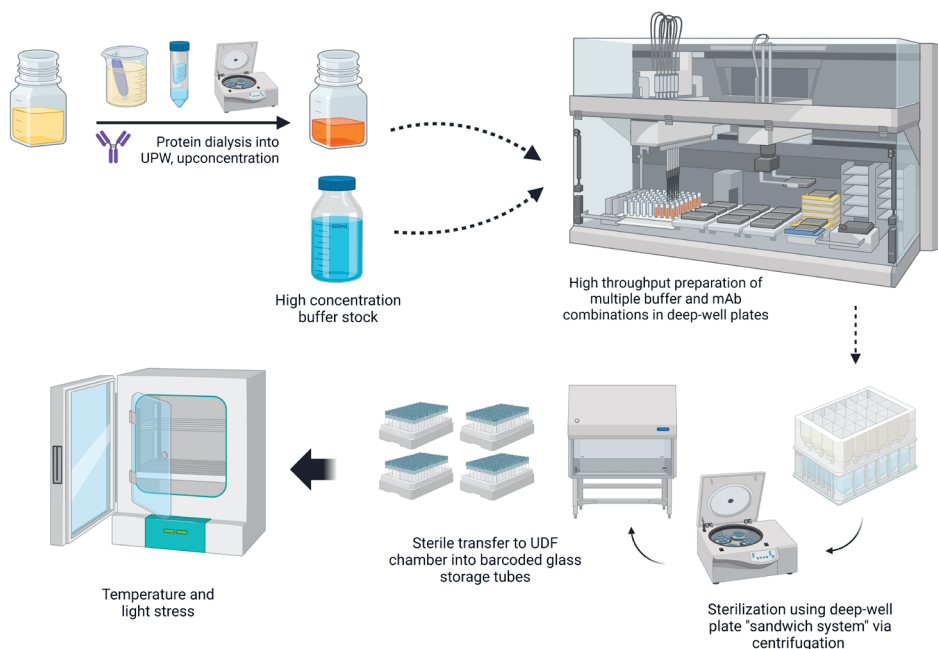 Protein dialysis into
UPW, upconcentration
500mL
High concentration
buffer stock
High throughput preparation of
multiple buffer and mAb
combinations in deep-well plates
Sterilization using deep-well
plate "sandwich system" via
centrifugation
Sterile transfer to UDF
chamber into barcoded glass
storage tubes
Temperature and
light stress